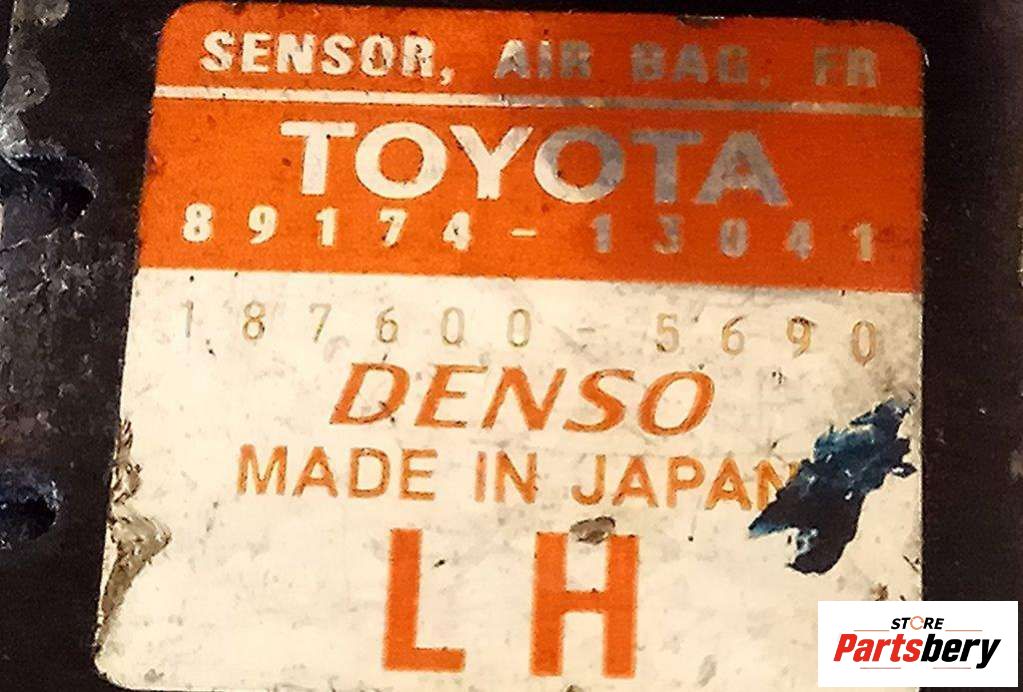 SENSOR, AIR BAG, FR
TOYOTA
89174-13041
187600-5690
DENSO
MADE IN JAPAN
LH
STORE
Partsbery